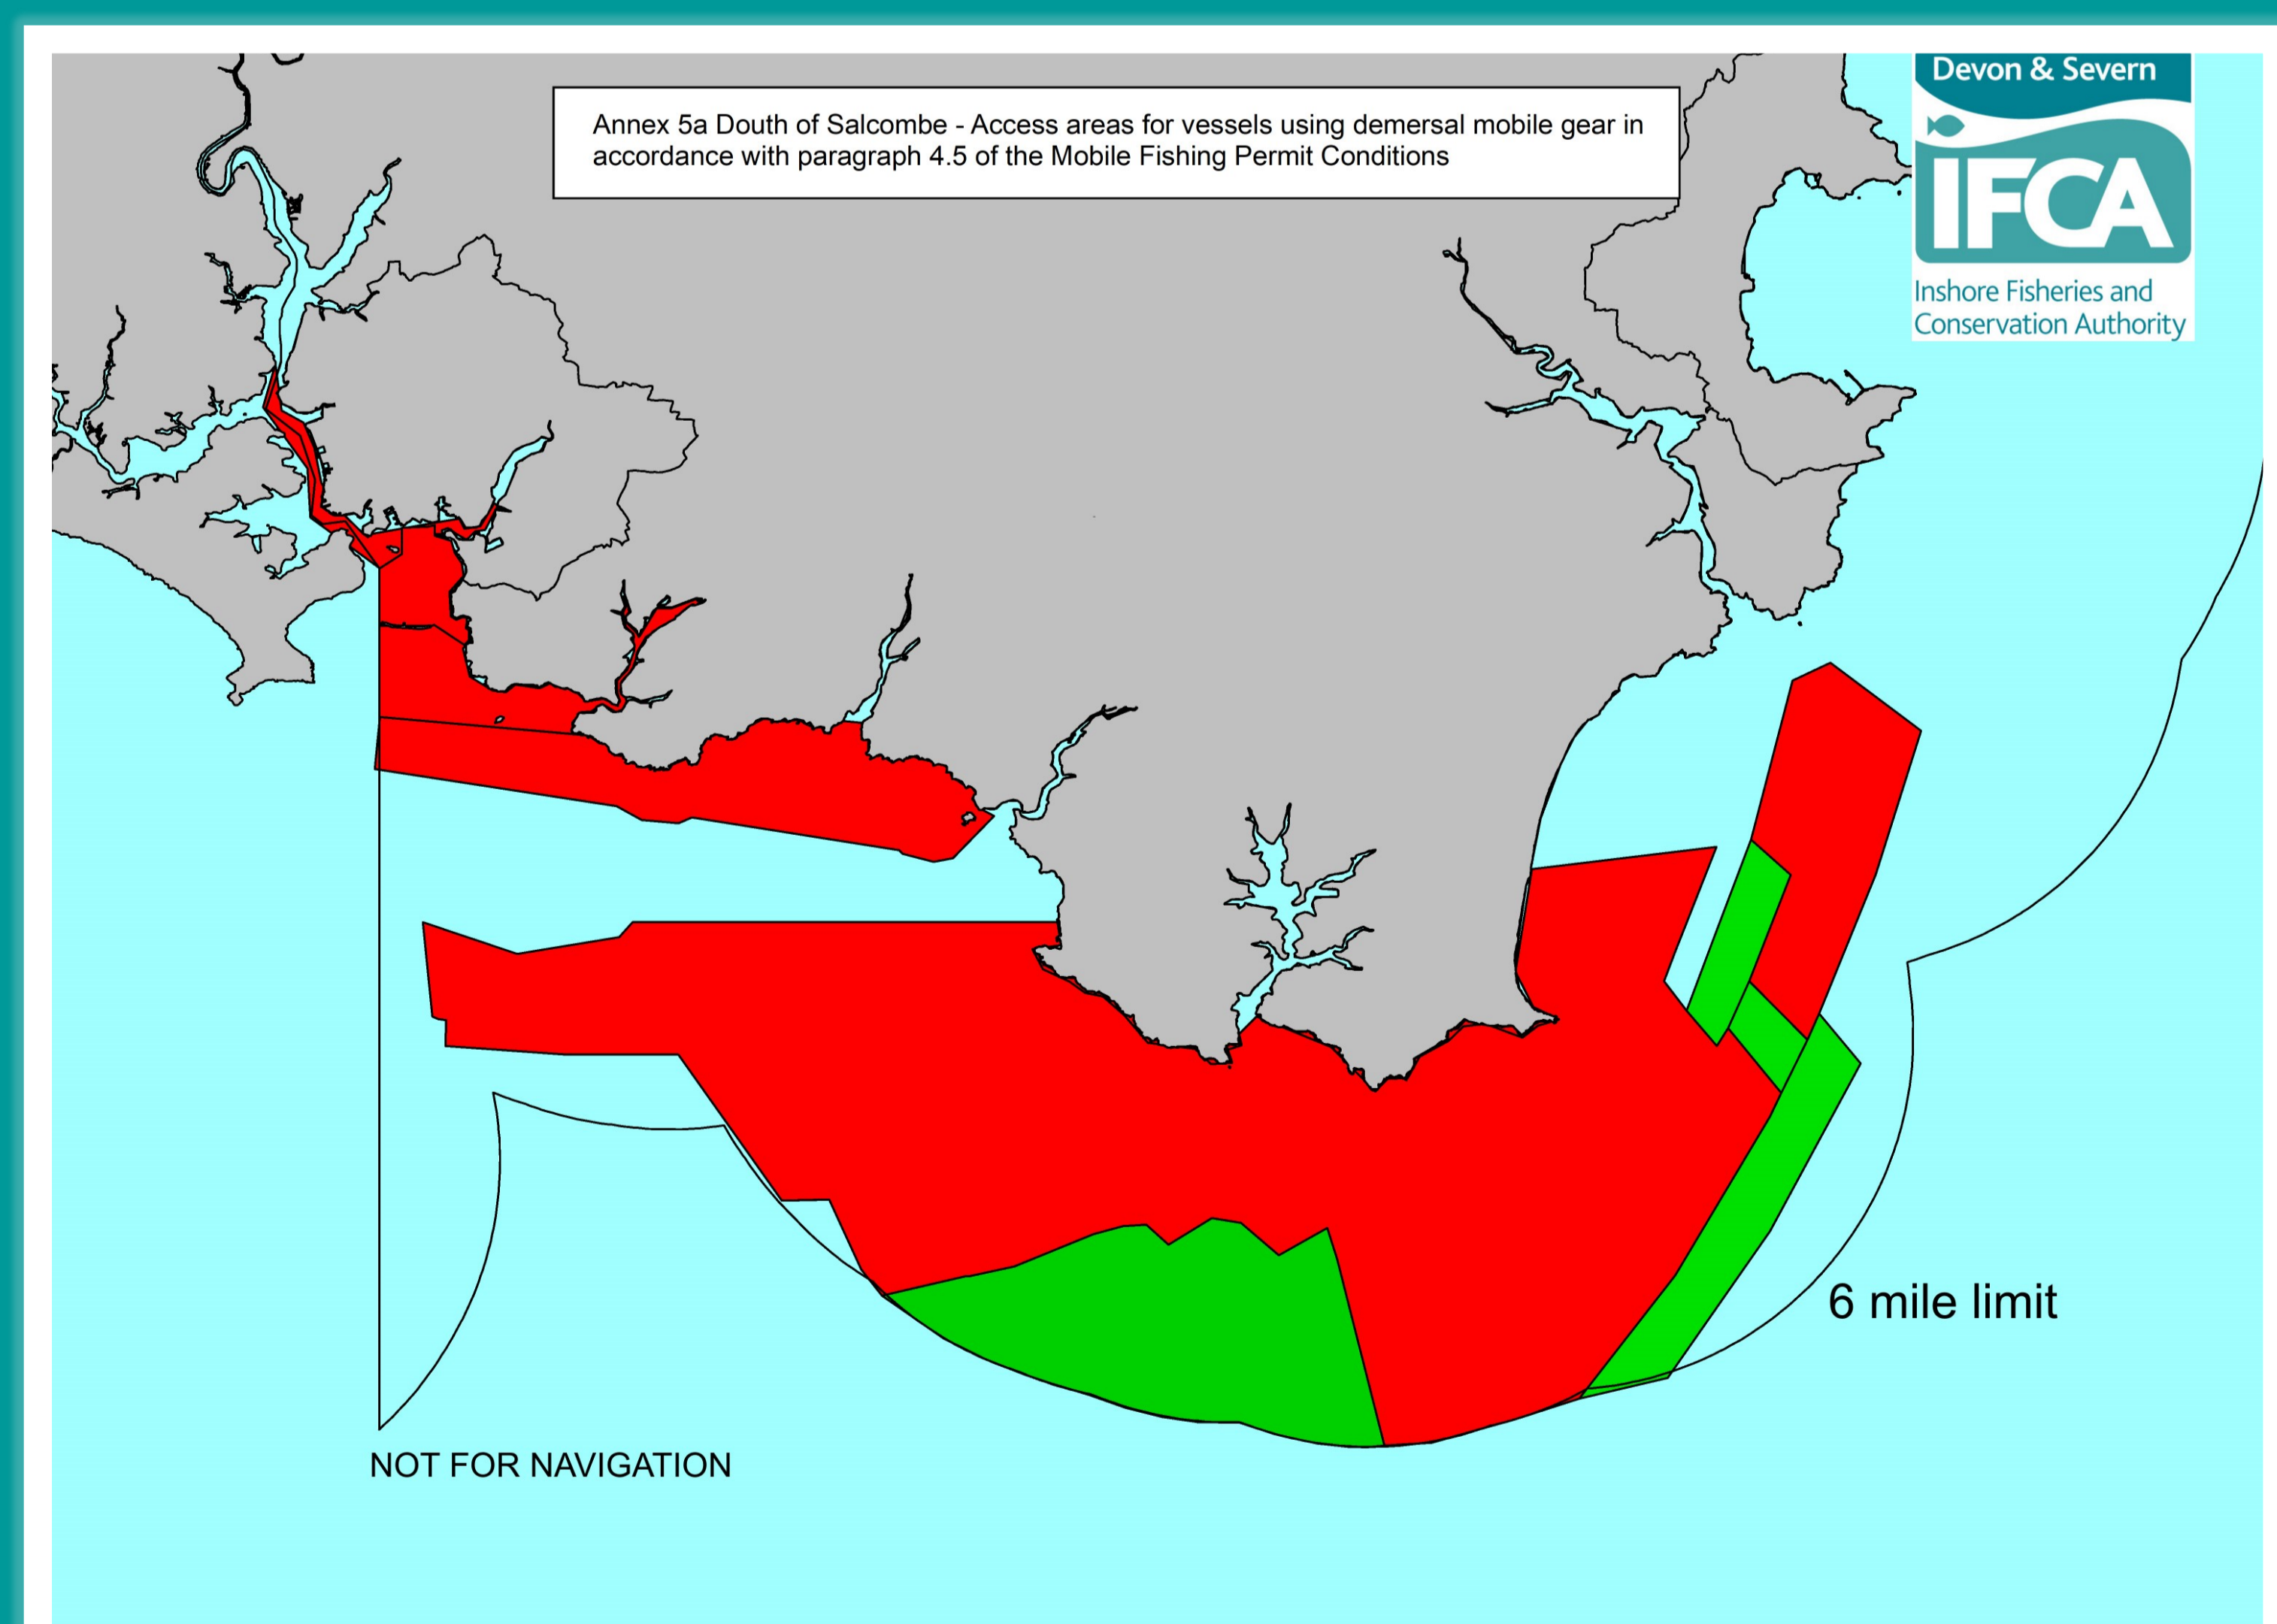 Devon & Severn
IFCA
Inshore Fisheries and
Conservation Authority
Annex 5a Douth of Salcombe - Access areas for vessels using demersal mobile gear in
accordance with paragraph 4.5 of the Mobile Fishing Permit Conditions
6 mile limit
NOT FOR NAVIGATION